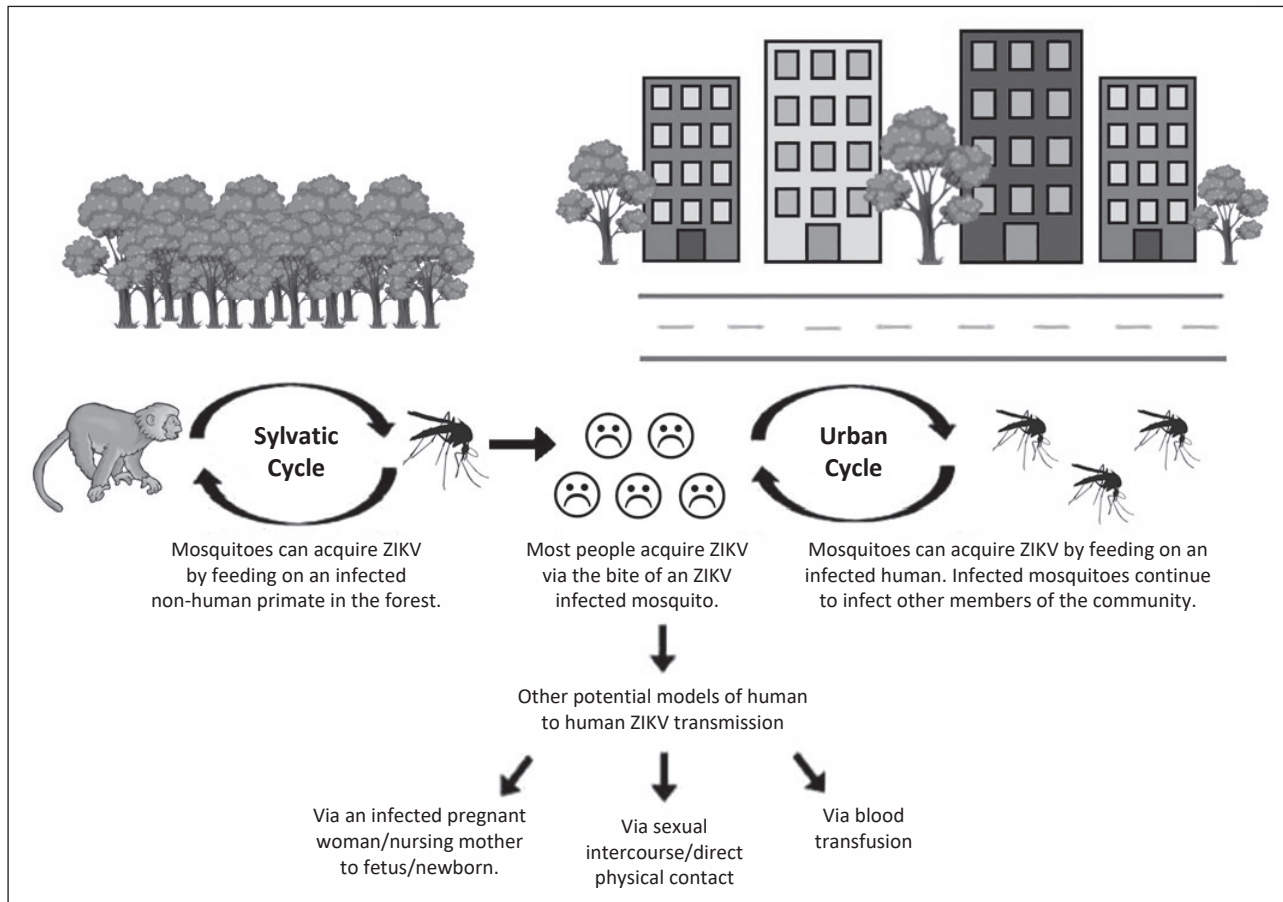 Sylvatic
Cycle
Urban
Cycle
Mosquitoes can acquire ZIKV
by feeding on an infected
non-human primate in the forest.
Most people acquire ZIKV
via the bite of an ZIKV
infected mosquito.
Mosquitoes can acquire ZIKV by feeding on an
infected human. Infected mosquitoes continue
to infect other members of the community.
Other potential models of human
to human ZIKV transmission
Via an infected pregnant
woman/nursing mother
to fetus/newborn.
Via sexual
intercourse/direct
physical contact
Via blood
transfusion